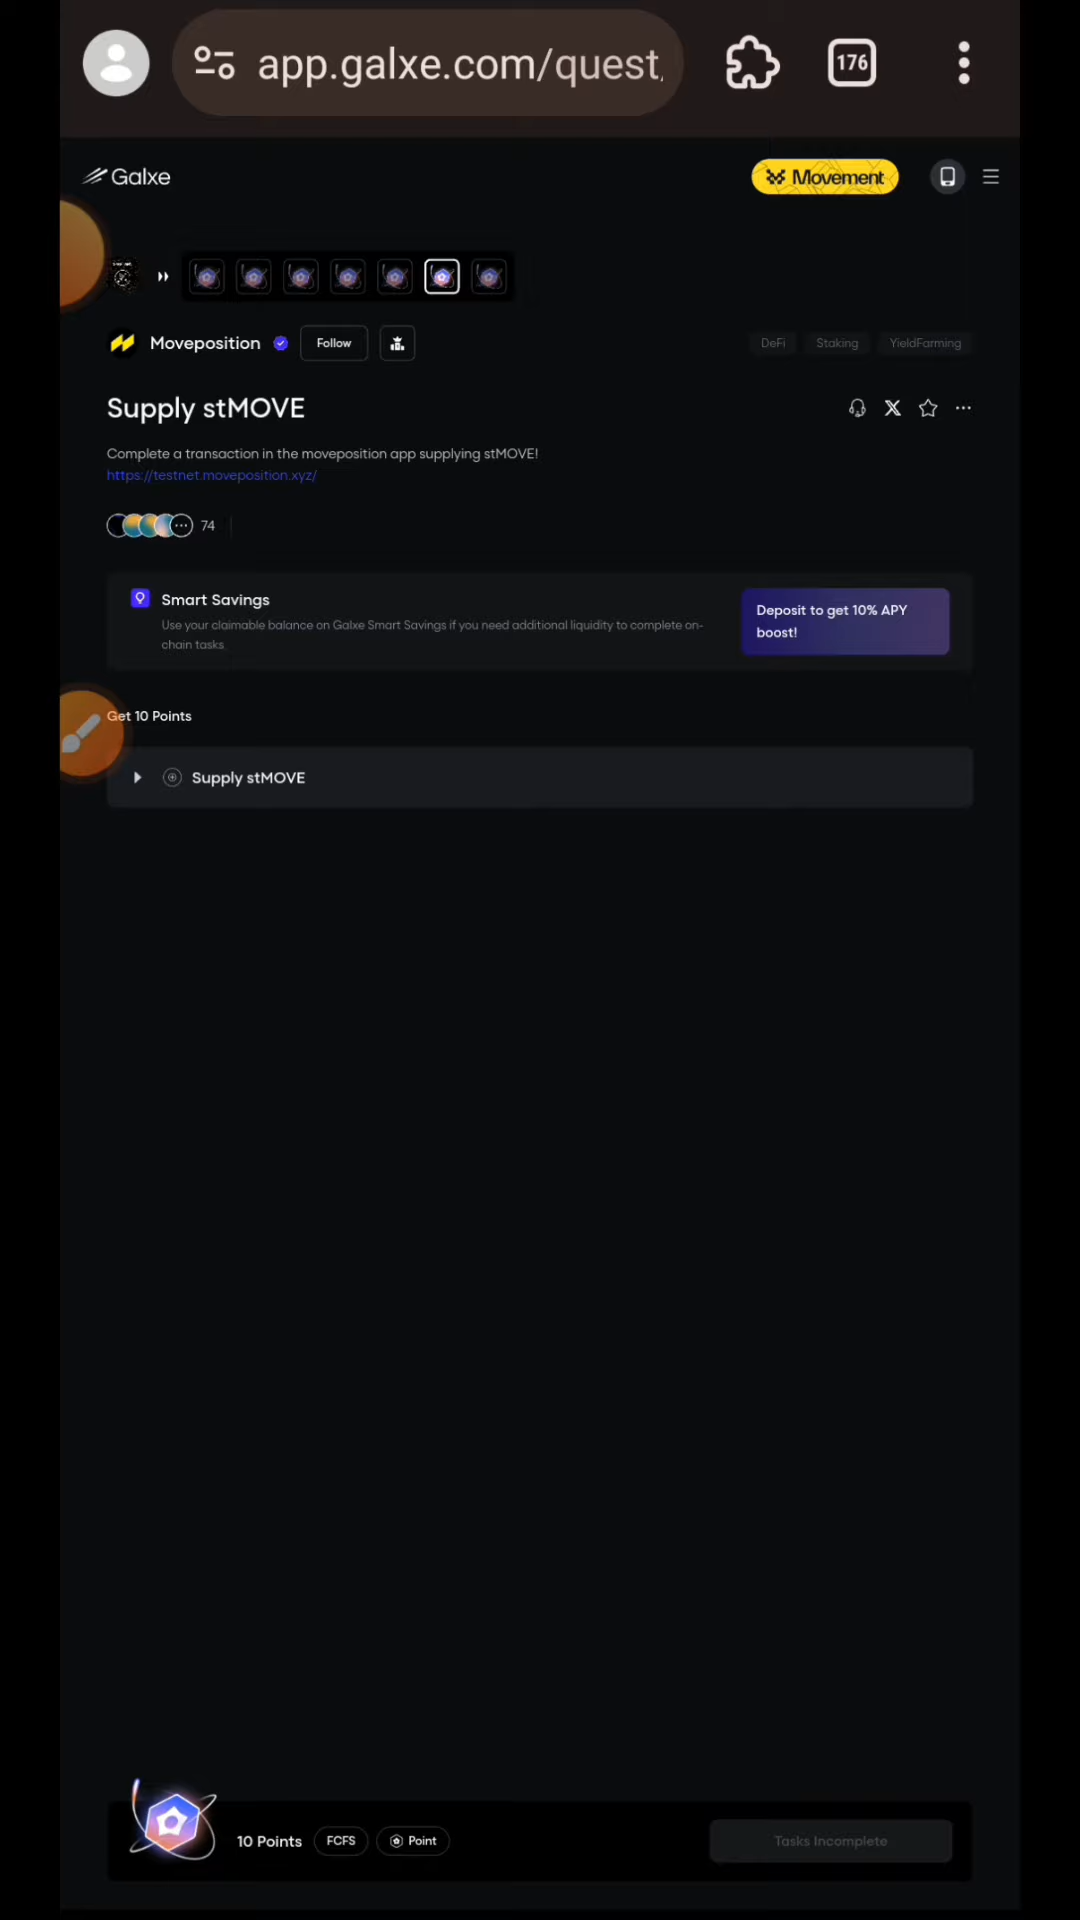 app.galxe.com/quest
176
Galxe
Movement
Moveposition
Follow
DeFi
Staking
YieldFarming
Supply stMOVE
Complete a transaction in the moveposition app supplying stMOVE!
https://testnet.moveposition.xyz/
74
Smart Savings
Use your claimable balance on Galxe Smart Savings if you need additional liquidity to complete on-
chain tasks.
Deposit to get 10% APY
boost!
Get 10 Points
Supply stMOVE
10 Points
FCFS
Point
Tasks Incomplete